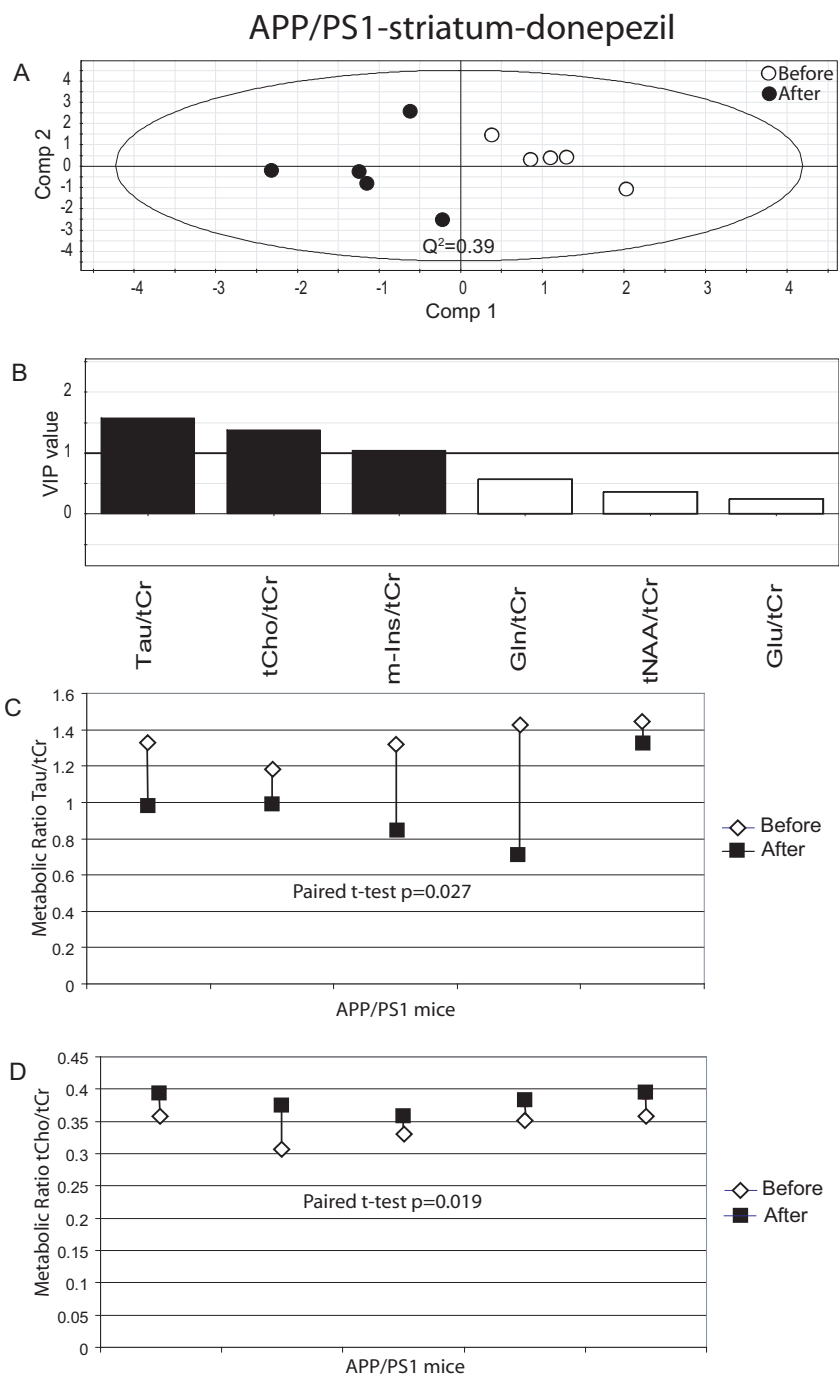 APP/PS1-striatum-donepezil
A
Before
After
Comp 2
4
3
2
1
0
-1
-2
-3
-4
Q²=0.39
-4 -3 -2 -1 0 1 2 3 4
Comp 1
B
VIP value
2
1
0
Tau/tCr tCho/tCr m-Ins/tCr Gln/tCr tNAA/tCr Glu/tCr
C
Metabolic Ratio Tau/tCr
1.6
1.4
1.2
1
0.8
0.6
0.4
0.2
0
Before
After
Paired t-test p=0.027
APP/PS1 mice
D
Metabolic Ratio tCho/tCr
0.45
0.4
0.35
0.3
0.25
0.2
0.15
0.1
0.05
0
Before
After
Paired t-test p=0.019
APP/PS1 mice